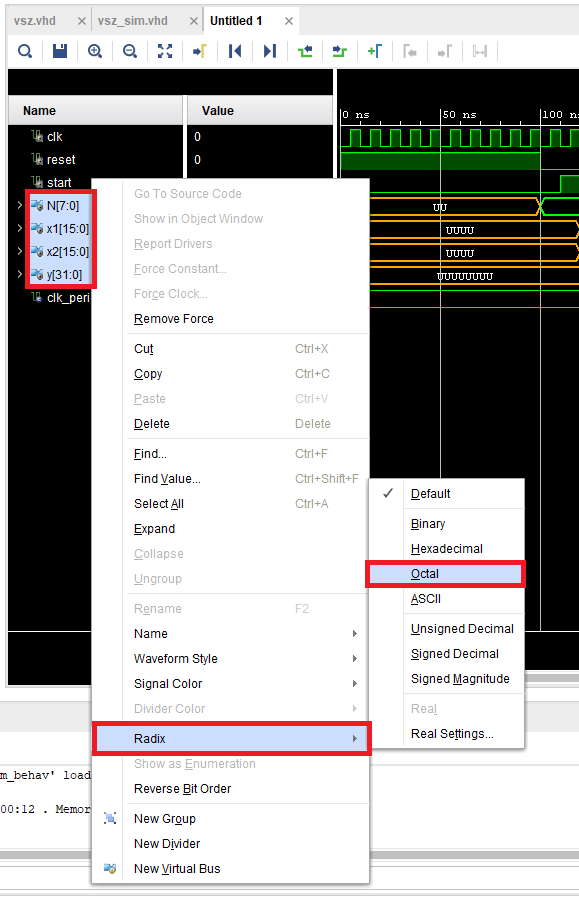 vsz.vhd vsz_sim.vhd Untitled 1
Name Value
0 ns 50 ns 100 ns
clk 0
reset 0
start
N[7:0] UU
x1[15:0] UUUU
x2[15:0] UUUU
y[31:0] UUUUUUUU
clk_peri
Go To Source Code
Show in Object Window
Report Drivers
Force Constant...
Force Clock...
Remove Force
Cut Ctrl+X
Copy Ctrl+C
Paste Ctrl+V
Delete Delete
Find... Ctrl+F
Find Value... Ctrl+Shift+F
Select All Ctrl+A
Expand
Collapse
Ungroup
Rename F2
Name
Waveform Style
Signal Color
Divider Color
Radix
Show as Enumeration
Reverse Bit Order
New Group
New Divider
New Virtual Bus
Default
Binary
Hexadecimal
Octal
ASCII
Unsigned Decimal
Signed Decimal
Signed Magnitude
Real
Real Settings...
m_behav' load
00:12 . Memor